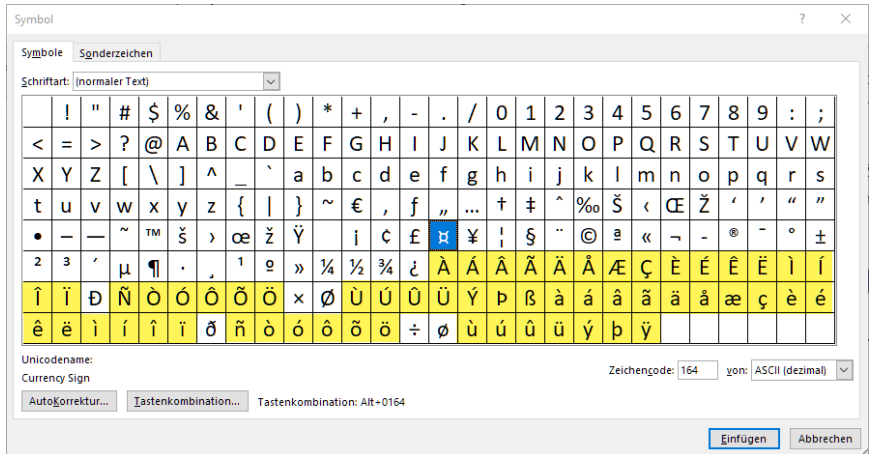 Symbol ? ×
Symbole Sonderzeichen
Schriftart: (normaler Text)
! " # $ % & ' ( ) * + , - . / 0 1 2 3 4 5 6 7 8 9 : ;
< = > ? @ A B C D E F G H I J K L M N O P Q R S T U V W
X Y Z [ \ ] ^ _ ` a b c d e f g h i j k l m n o p q r s
t u v w x y z { | } ~ € ‚ ƒ „ … † ‡ ˆ ‰ Š ‹ Œ Ž ‘ ’ “ ”
• – — ˜ ™ š › œ ž Ÿ ¡ ¢ £ ¤ ¥ ¦ § ¨ © ª « ¬ - ® ¯ ° ±
² ³ ´ µ ¶ · ¸ ¹ º » ¼ ½ ¾ ¿ À Á Â Ã Ä Å Æ Ç È É Ê Ë Ì Í
Î Ï Ð Ñ Ò Ó Ô Õ Ö × Ø Ù Ú Û Ü Ý Þ ß à á â ã ä å æ ç è é
ê ë ì í î ï ð ñ ò ó ô õ ö ÷ ø ù ú û ü ý þ ÿ
Unicodename:
Currency Sign
Zeichencode: 164 von: ASCII (dezimal)
AutoKorrektur... Tastenkombination... Tastenkombination: Alt+0164
Einfügen Abbrechen